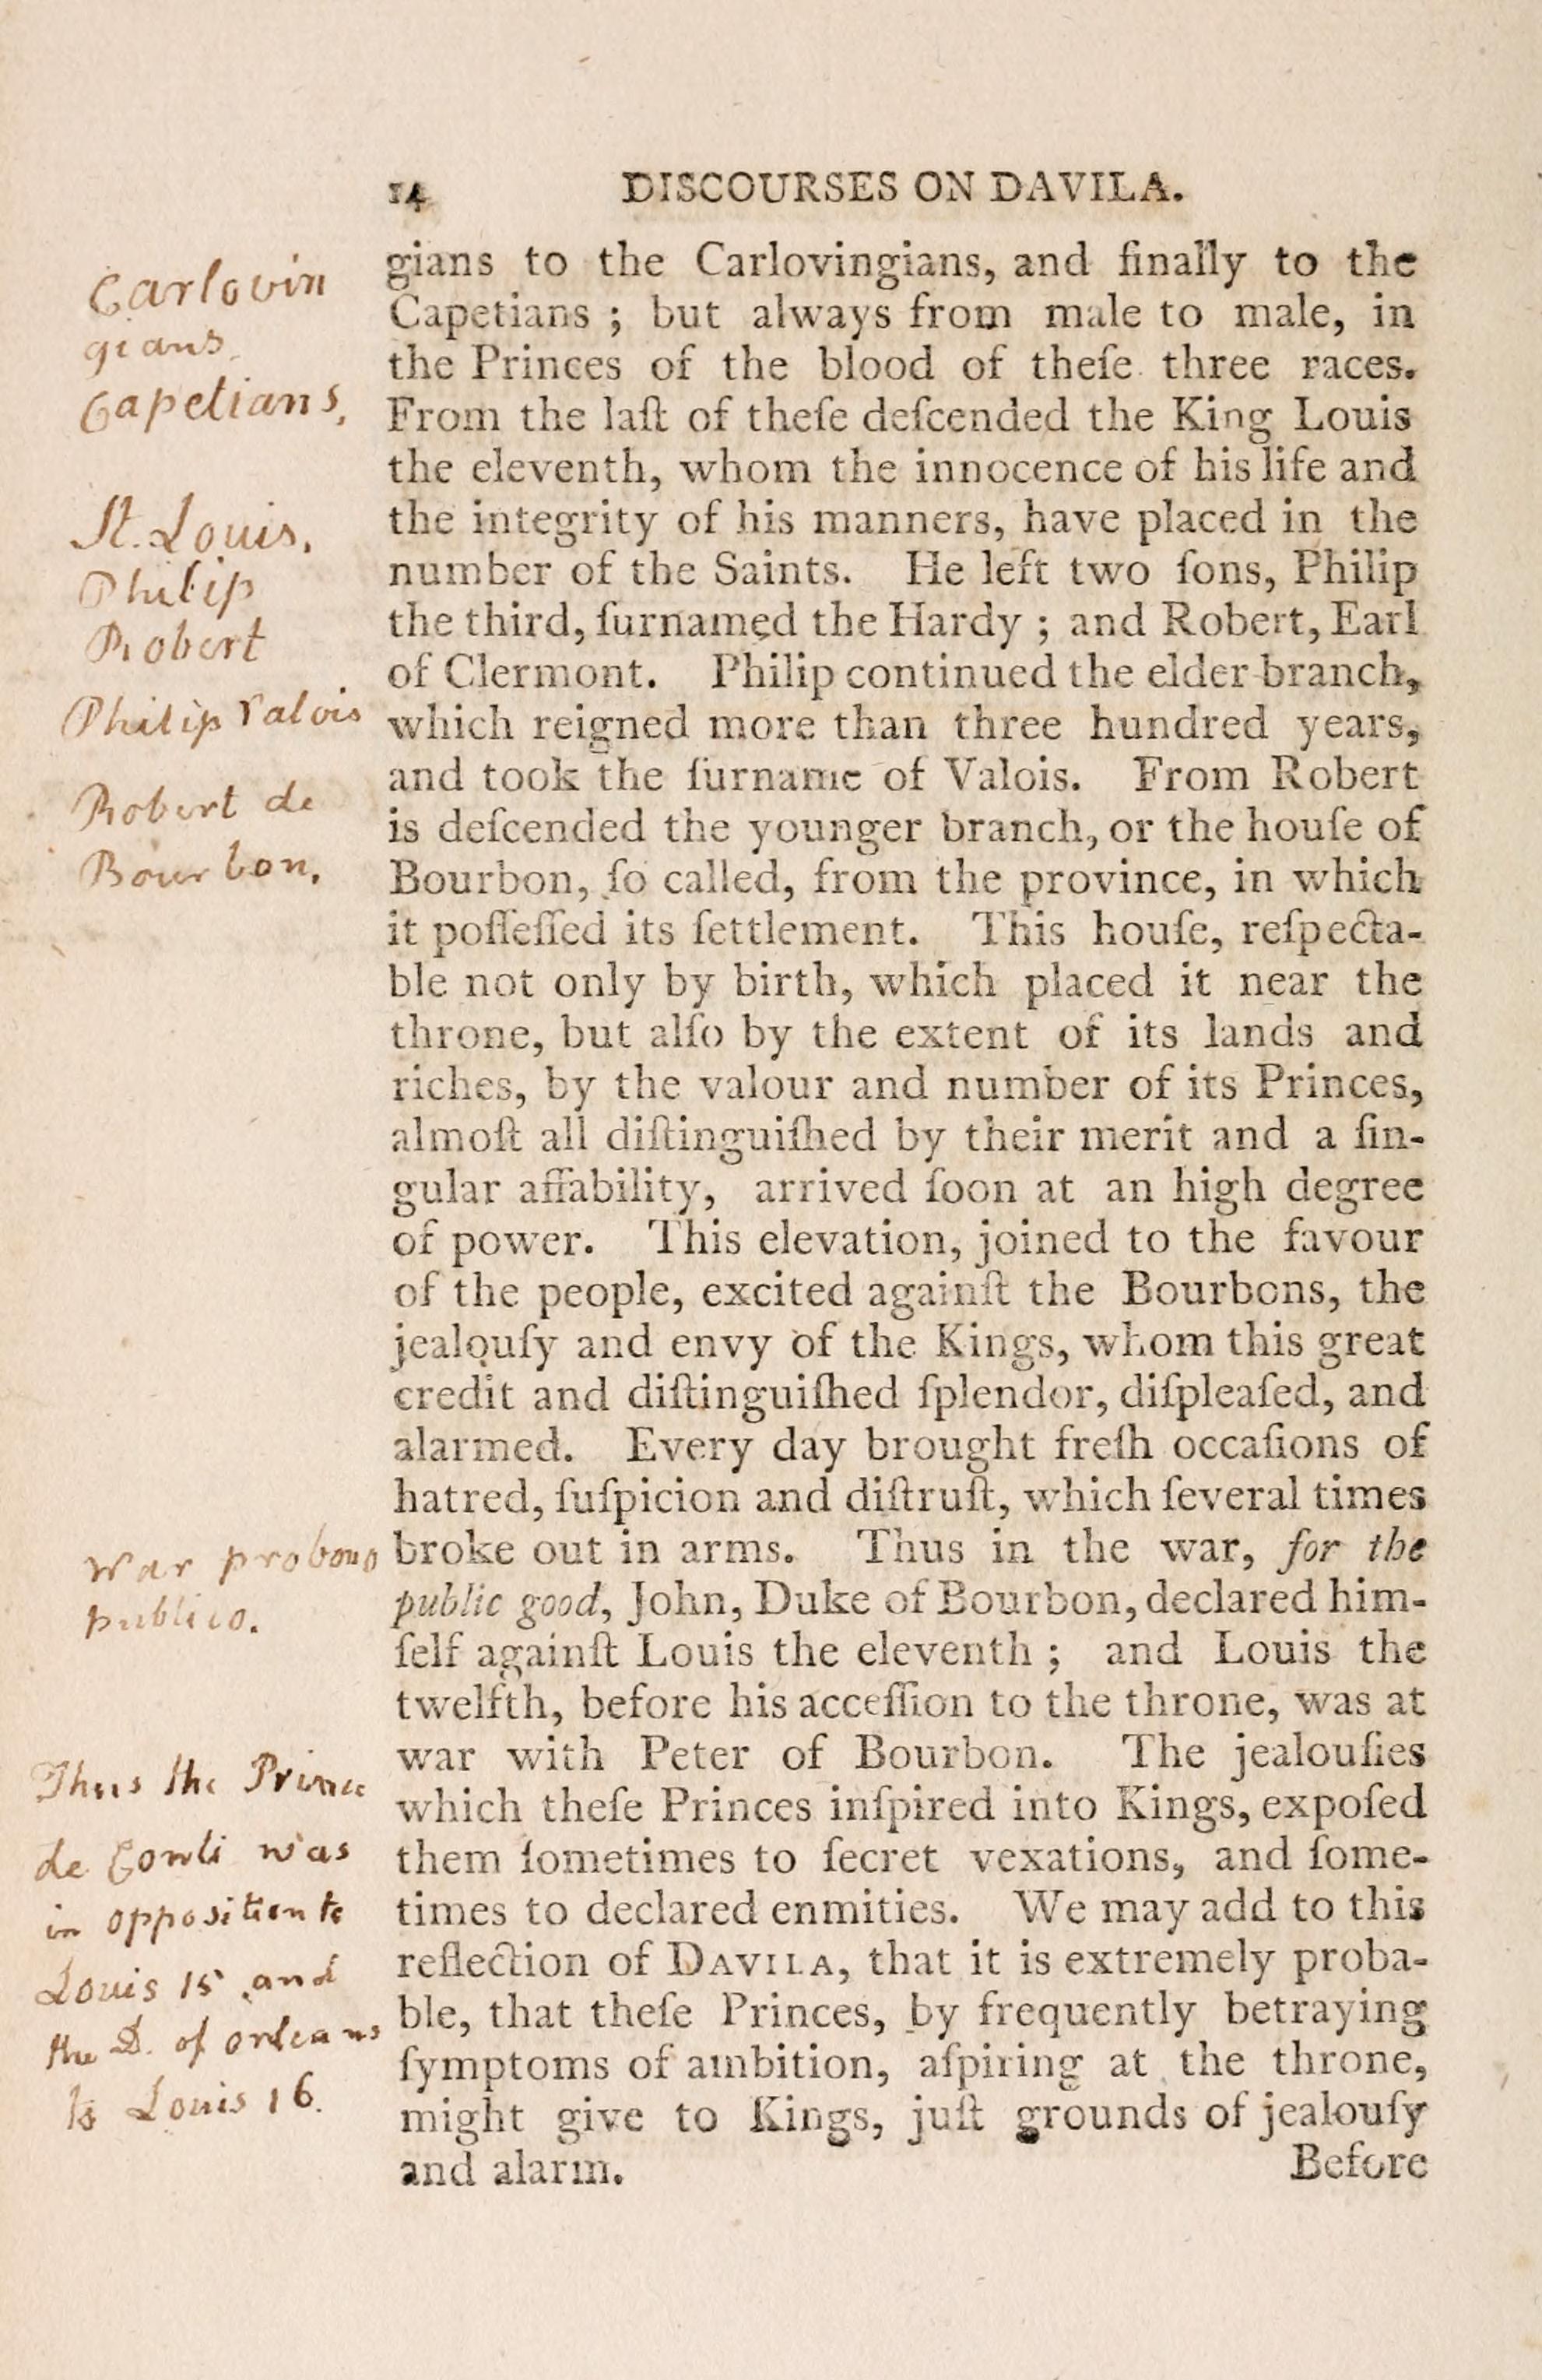 14 DISCOURSES ON DAVILA.
gians to the Carlovingians, and finally to the
Capetians ; but always from male to male, in
the Princes of the blood of theſe three races.
From the laſt of theſe deſcended the King Louis
the eleventh, whom the innocence of his life and
the integrity of his manners, have placed in the
number of the Saints. He left two ſons, Philip
the third, ſurnamed the Hardy ; and Robert, Earl
of Clermont. Philip continued the elder branch,
which reigned more than three hundred years,
and took the ſurname of Valois. From Robert
is deſcended the younger branch, or the houſe of
Bourbon, ſo called, from the province, in which
it poſſeſſed its ſettlement. This houſe, reſpecta-
ble not only by birth, which placed it near the
throne, but alſo by the extent of its lands and
riches, by the valour and number of its Princes,
almoſt all diſtinguiſhed by their merit and a ſin-
gular affability, arrived ſoon at an high degree
of power. This elevation, joined to the favour
of the people, excited againſt the Bourbons, the
jealouſy and envy of the Kings, whom this great
credit and diſtinguiſhed ſplendor, diſpleaſed, and
alarmed. Every day brought freſh occaſions of
hatred, ſuſpicion and diſtruſt, which ſeveral times
broke out in arms. Thus in the war, for the
public good, John, Duke of Bourbon, declared him-
ſelf againſt Louis the eleventh ; and Louis the
twelfth, before his acceſſion to the throne, was at
war with Peter of Bourbon. The jealouſies
which theſe Princes inſpired into Kings, expoſed
them ſometimes to ſecret vexations, and ſome-
times to declared enmities. We may add to this
reflection of DAVILA, that it is extremely proba-
ble, that theſe Princes, by frequently betraying
ſymptoms of ambition, aſpiring at the throne,
might give to Kings, juſt grounds of jealouſy
and alarm. Before
Carlovin
gians
Capetians,
St. Louis,
Philip
Robert
Philip Valois
Robert de
Bourbon.
War pro bono
publico.
Thus the Prince
de Conti was
in opposition to
Louis 15 and
the D. of orleans
to Louis 16.